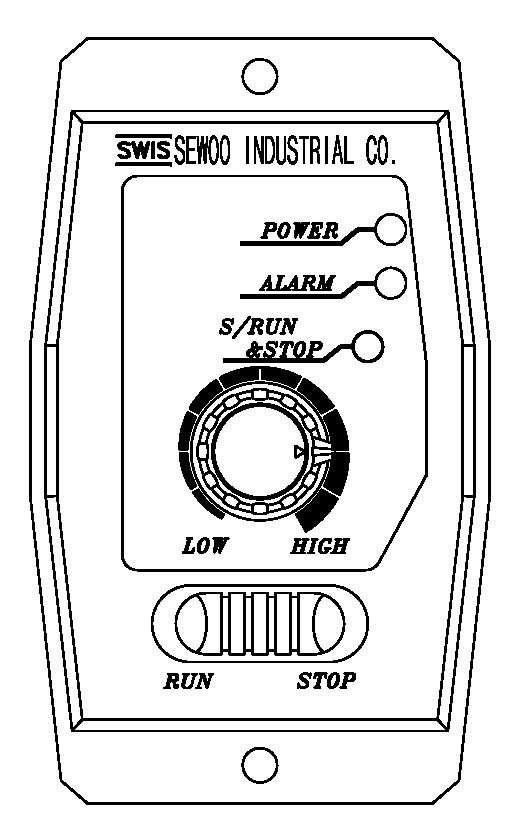 SWIS SEWOO INDUSTRIAL CO.
POWER
ALARM
S/RUN
&STOP
LOW HIGH
RUN STOP